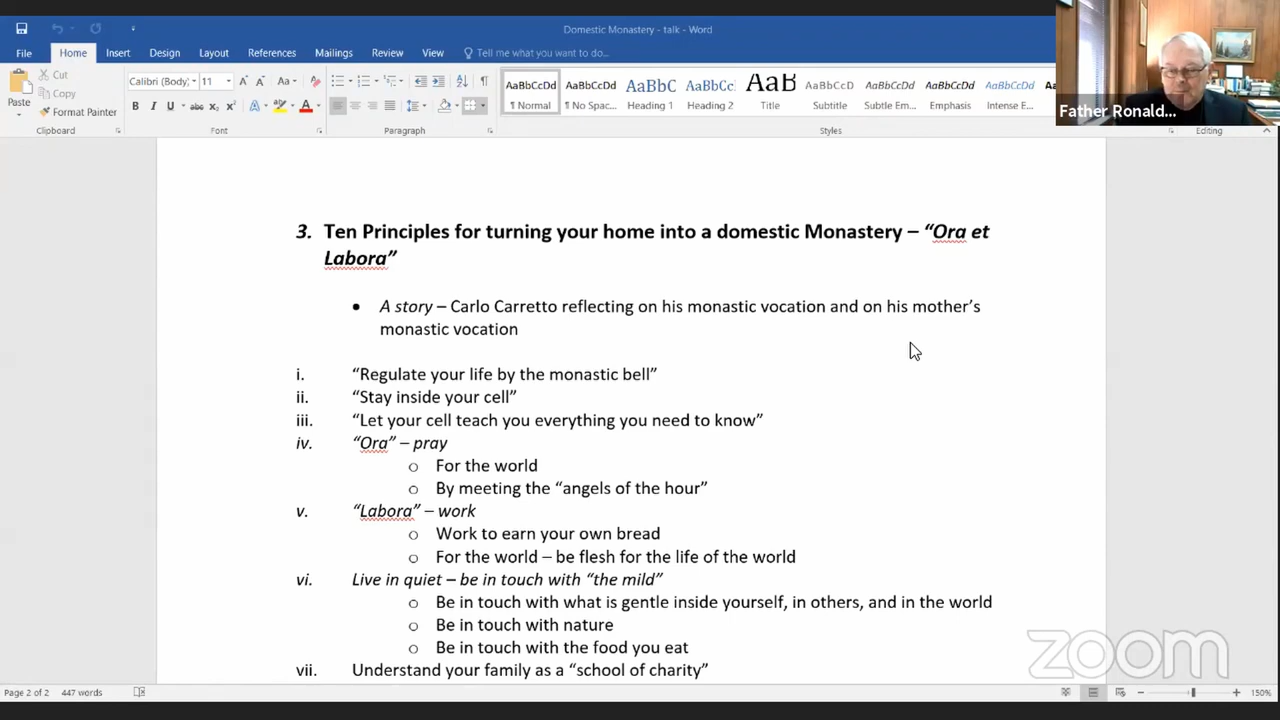 Domestic Monastery - talk - Word
File Home Insert Design Layout References Mailings Review View Tell me what you want to do...
Father Ronald...
Paste
Cut
Copy
Format Painter
Clipboard
Calibri (Body) 11
Font
Paragraph
AaBbCcDd AaBbCcDd AaBbC AaBbCc AaB AaBbCcD AaBbCcDd AaBbCcDd AaBbCcDd
¶ Normal ¶ No Spac... Heading 1 Heading 2 Title Subtitle Subtle Em... Emphasis Intense E...
Styles
Editing
3. Ten Principles for turning your home into a domestic Monastery – “Ora et
Labora”
• A story – Carlo Carretto reflecting on his monastic vocation and on his mother’s
monastic vocation
i. “Regulate your life by the monastic bell”
ii. “Stay inside your cell”
iii. “Let your cell teach you everything you need to know”
iv. “Ora” – pray
o For the world
o By meeting the “angels of the hour”
v. “Labora” – work
o Work to earn your own bread
o For the world – be flesh for the life of the world
vi. Live in quiet – be in touch with “the mild”
o Be in touch with what is gentle inside yourself, in others, and in the world
o Be in touch with nature
o Be in touch with the food you eat
vii. Understand your family as a “school of charity”
zoom
Page 2 of 2 447 words
150%